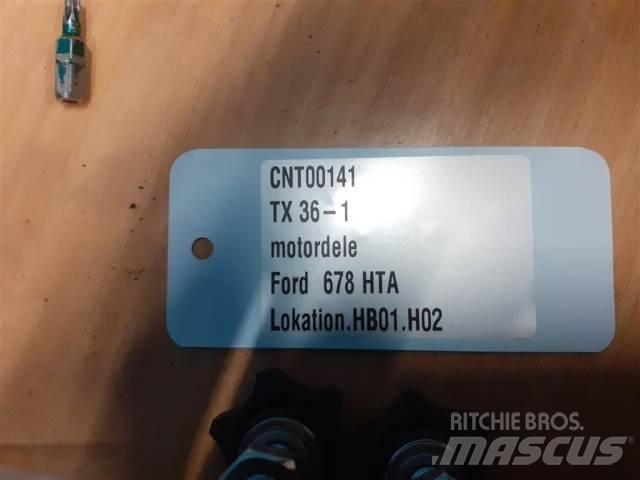 CNT00141
TX 36-1
motordele
Ford 678 HTA
Lokation.HB01.H02
RITCHIE BROS.
MASCUS